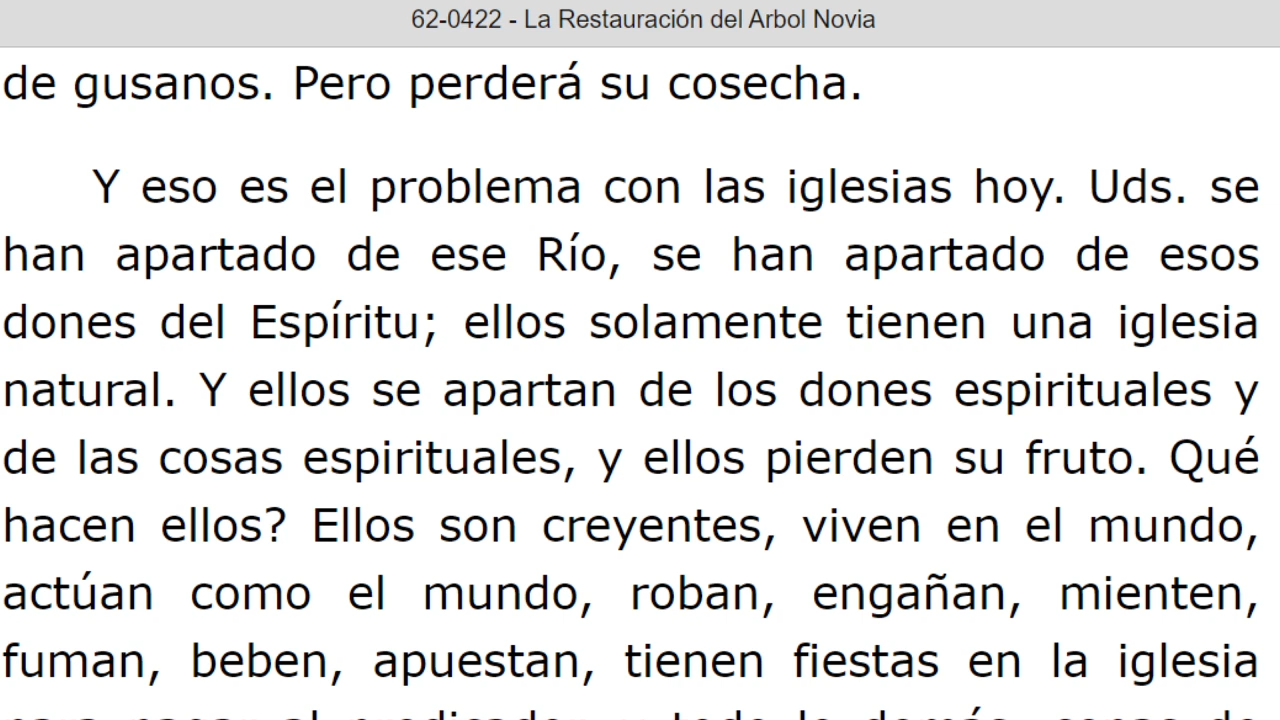 62-0422 - La Restauración del Arbol Novia
de gusanos. Pero perderá su cosecha.
Y eso es el problema con las iglesias hoy. Uds. se
han apartado de ese Río, se han apartado de esos
dones del Espíritu; ellos solamente tienen una iglesia
natural. Y ellos se apartan de los dones espirituales y
de las cosas espirituales, y ellos pierden su fruto. Qué
hacen ellos? Ellos son creyentes, viven en el mundo,
actúan como el mundo, roban, engañan, mienten,
fuman, beben, apuestan, tienen fiestas en la iglesia